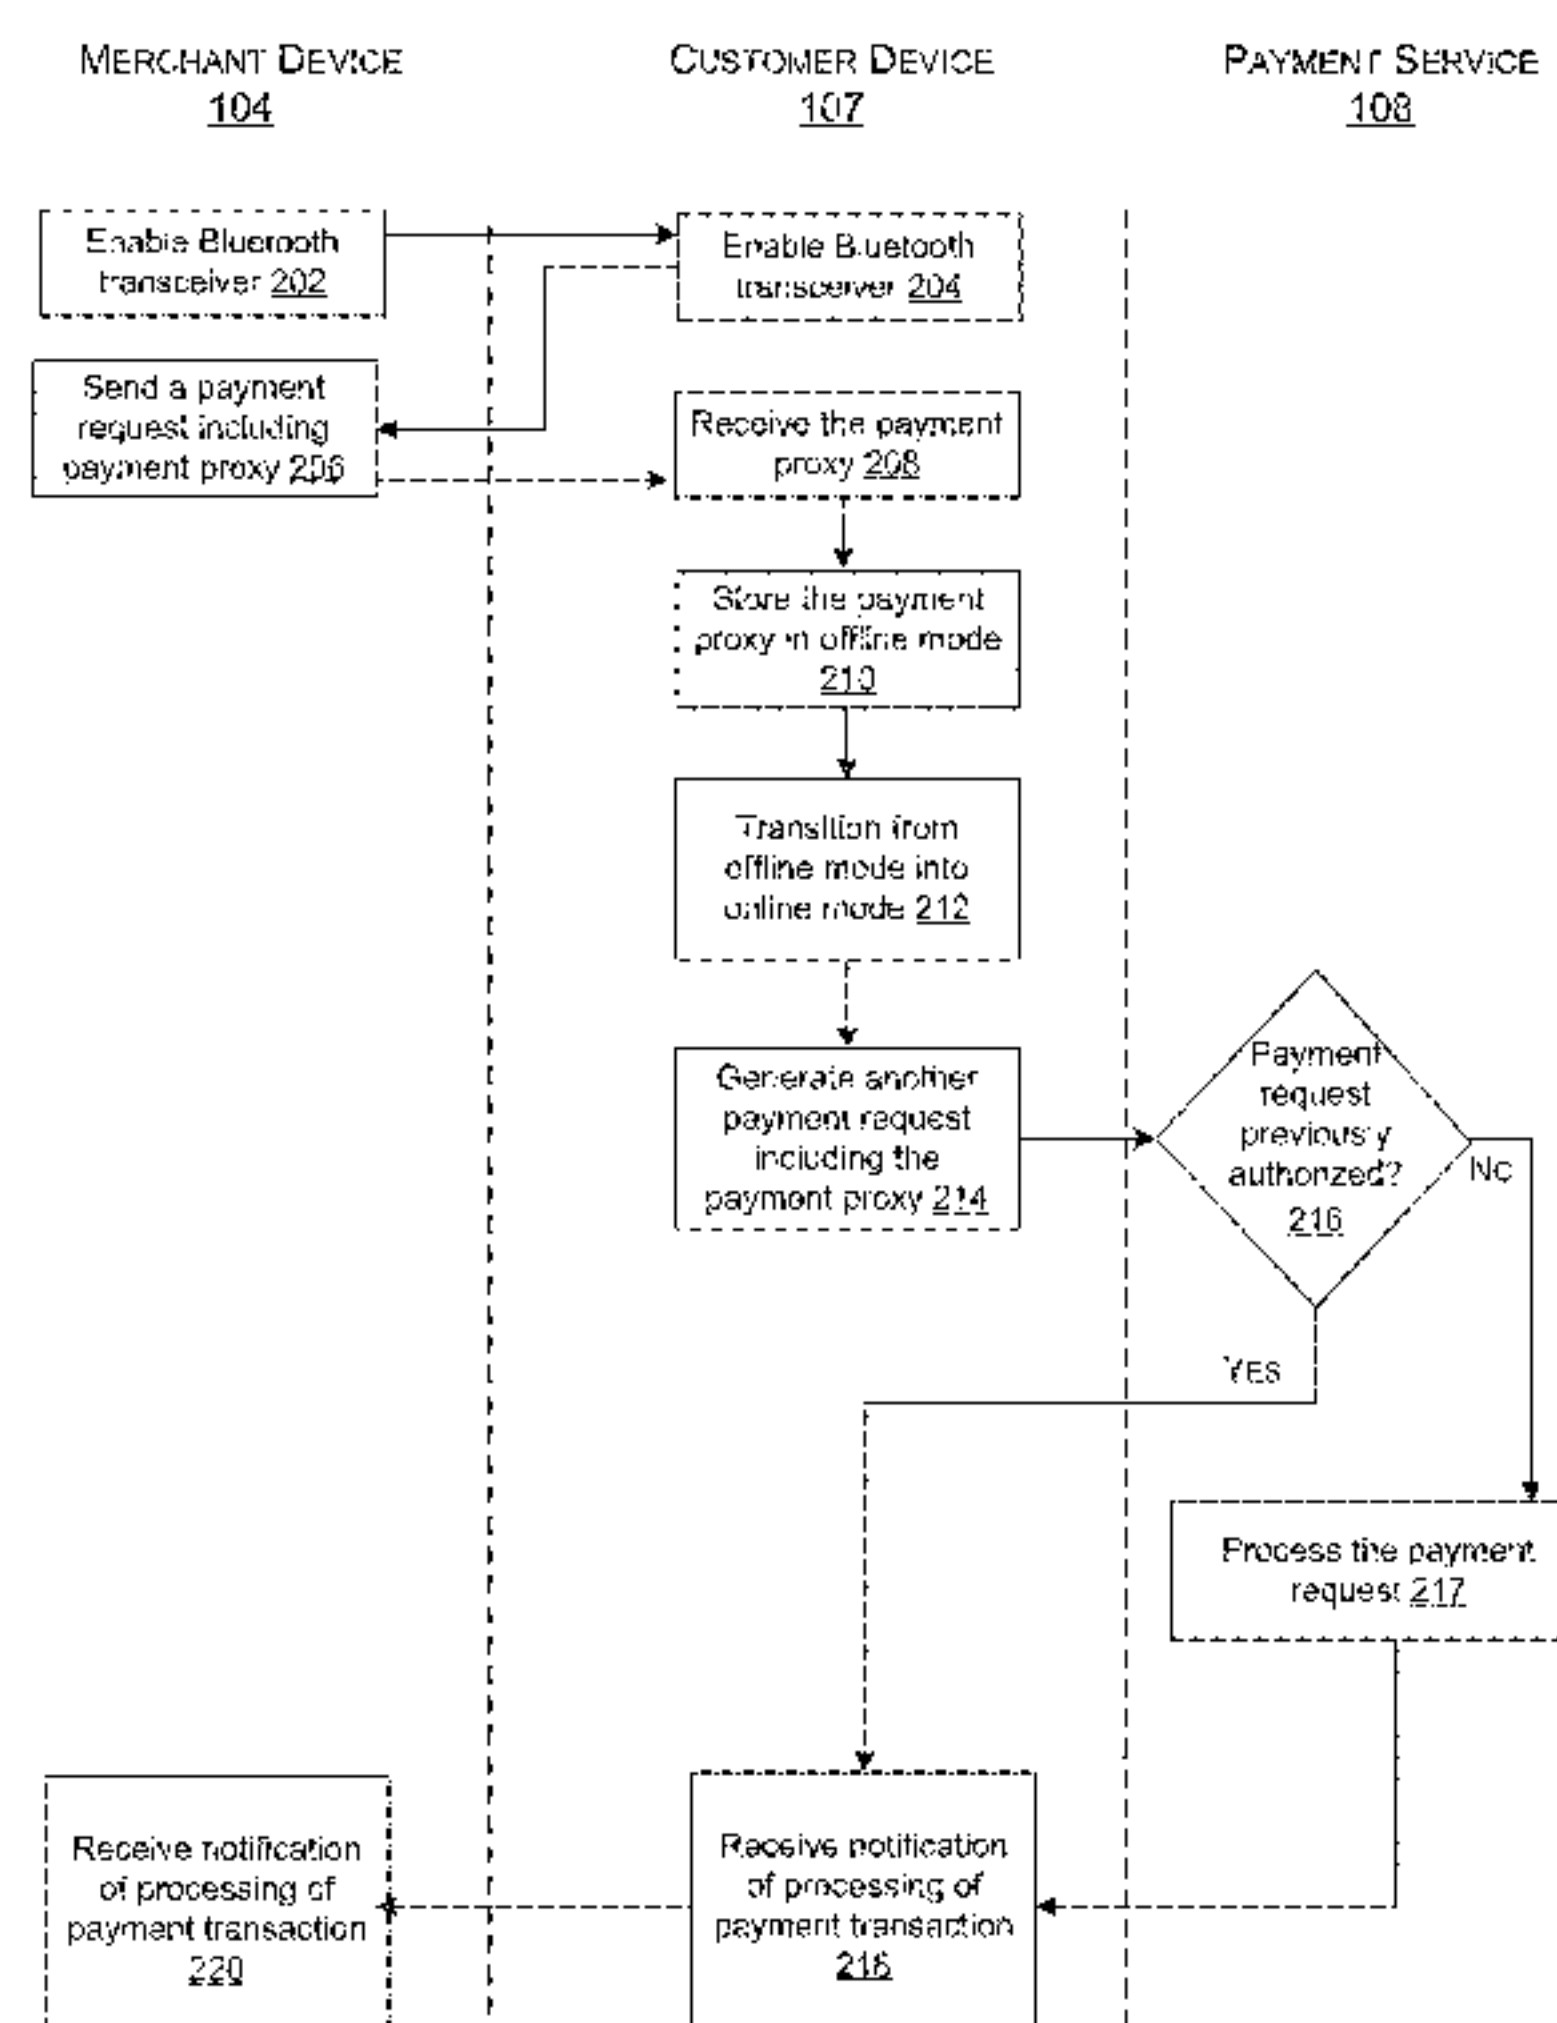 MERCHANT DEVICE
104
CUSTOMER DEVICE
107
PAYMENT SERVICE
108
Enable Bluetooth
transceiver 202
Enable Bluetooth
transceiver 204
Send a payment
request including
payment proxy 206
Receive the payment
proxy 208
Store the payment
proxy in offline mode
210
Transition from
offline mode into
online mode 212
Generate another
payment request
including the
payment proxy 214
Payment
request
previously
authorized?
216
NO
YES
Process the payment
request 217
Receive notification
of processing of
payment transaction
220
Receive notification
of processing of
payment transaction
218